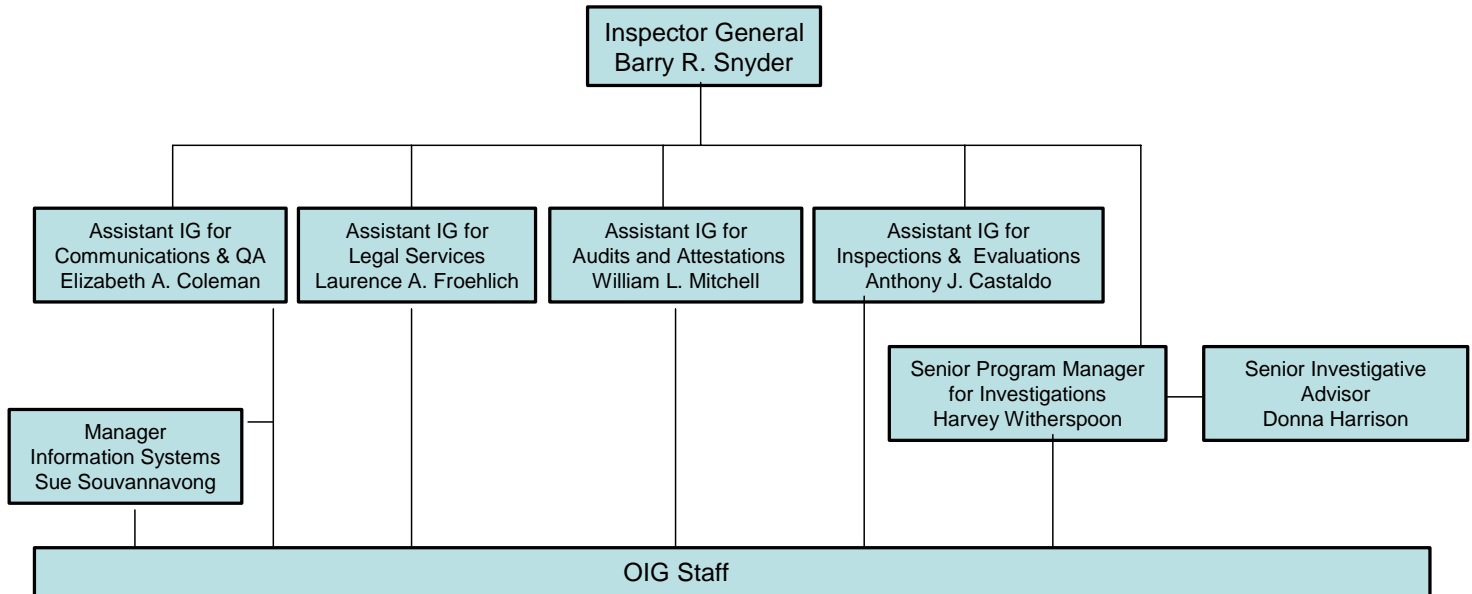 Inspector General
Barry R. Snyder
Assistant IG for
Communications & QA
Elizabeth A. Coleman
Assistant IG for
Legal Services
Laurence A. Froehlich
Assistant IG for
Audits and Attestations
William L. Mitchell
Assistant IG for
Inspections & Evaluations
Anthony J. Castaldo
Senior Program Manager
for Investigations
Harvey Witherspoon
Senior Investigative
Advisor
Donna Harrison
Manager
Information Systems
Sue Souvannavong
OIG Staff